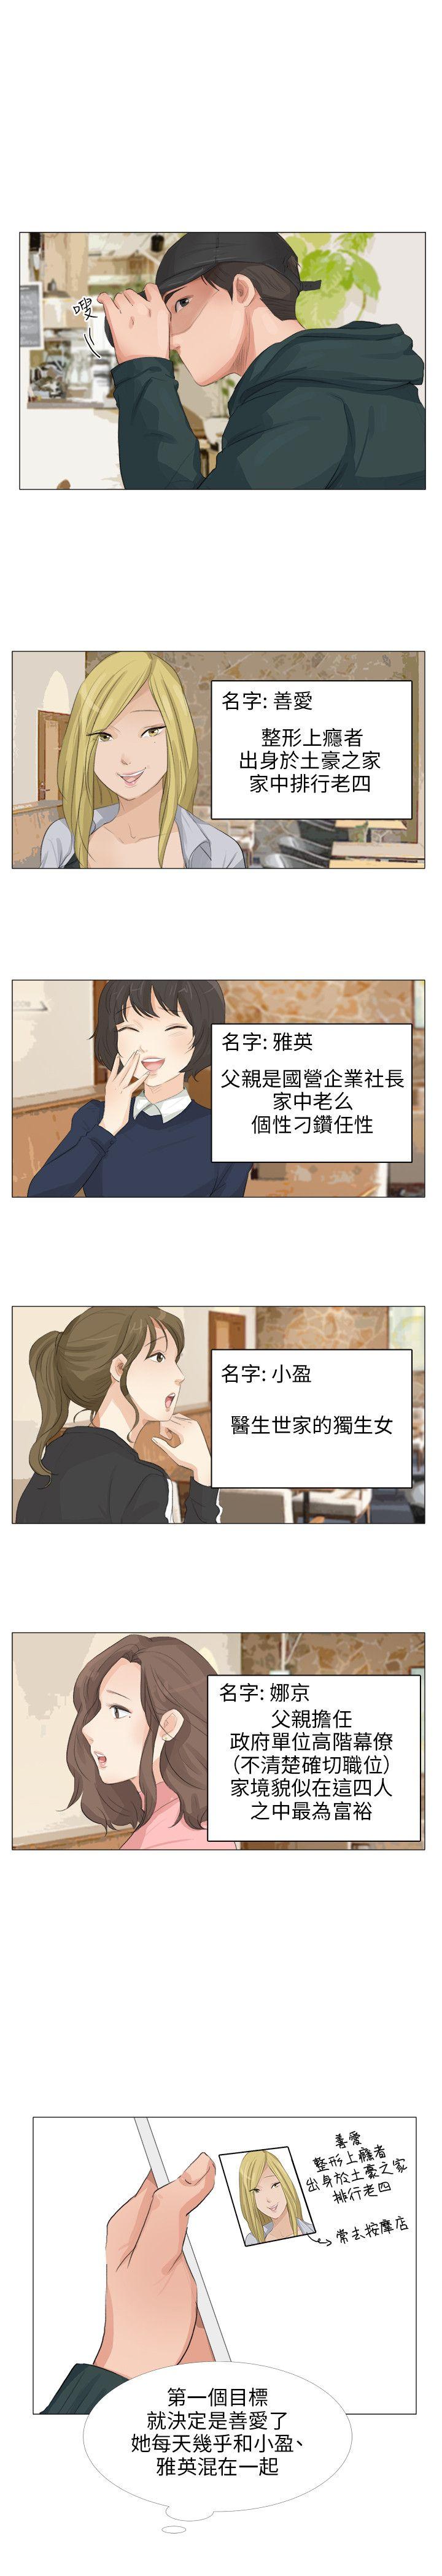 嗖
名字: 善愛
整形上癮者
出身於土豪之家
家中排行老四
名字: 雅英
父親是國營企業社長
家中老么
個性刁鑽任性
名字: 小盈
醫生世家的獨生女
名字: 娜京
父親擔任
政府單位高階幕僚
(不清楚確切職位)
家境貌似在這四人
之中最為富裕
善愛
整形上癮者
出身於土豪之家
排行老四
常去按摩店
第一個目標
就決定是善愛了
她每天幾乎和小盈、
雅英混在一起